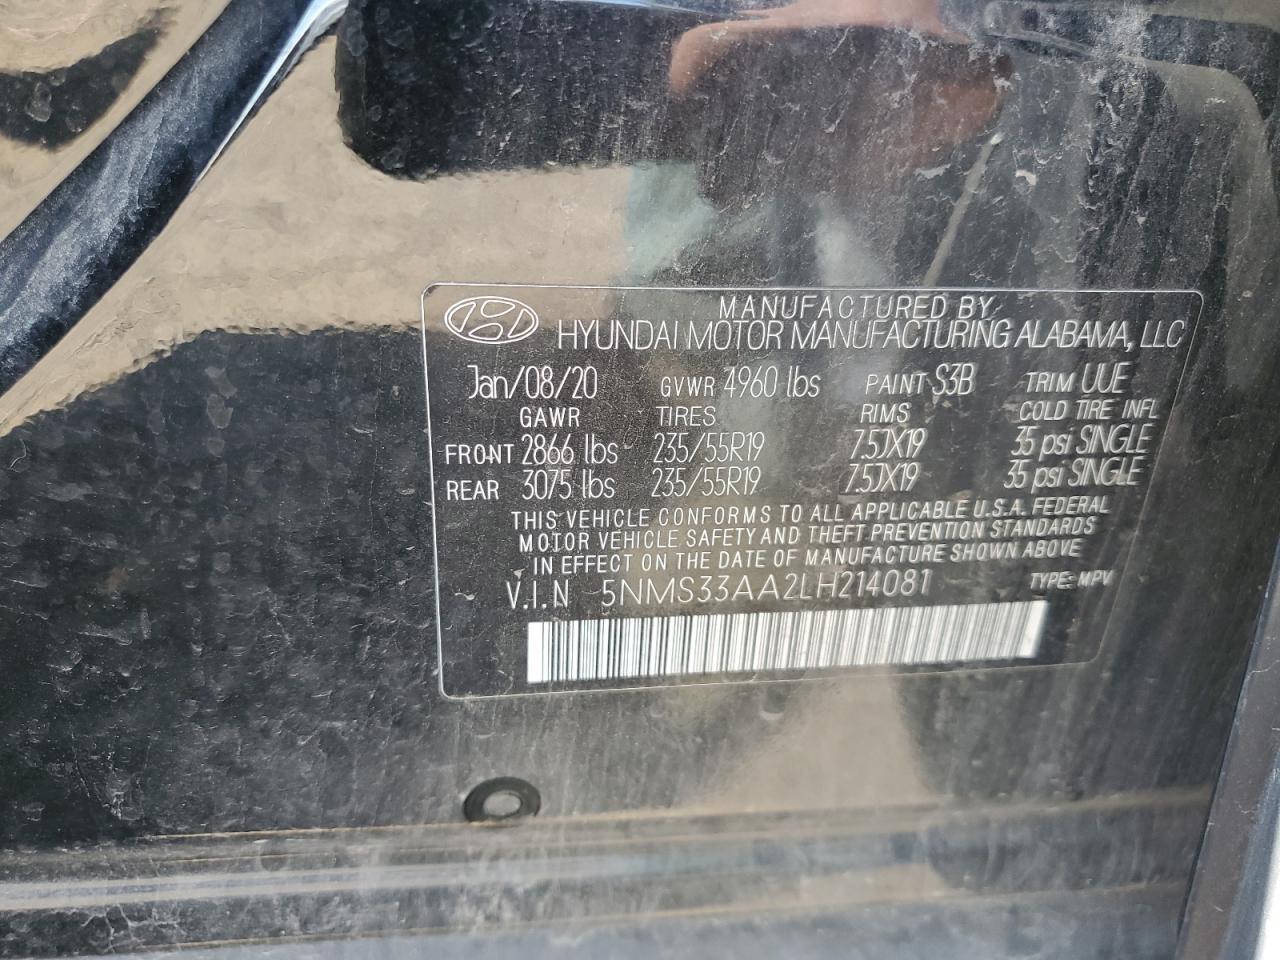 MANUFACTURED BY
HYUNDAI MOTOR MANUFACTURING ALABAMA, LLC
Jan/08/20 GVWR 4960 lbs PAINT S3B TRIM UUE
GAWR TIRES RIMS COLD TIRE INFL
FRONT 2866 lbs 235/55R19 7.5JX19 35 psi SINGLE
REAR 3075 lbs 235/55R19 7.5JX19 35 psi SINGLE
THIS VEHICLE CONFORMS TO ALL APPLICABLE U.S.A. FEDERAL
MOTOR VEHICLE SAFETY AND THEFT PREVENTION STANDARDS
IN EFFECT ON THE DATE OF MANUFACTURE SHOWN ABOVE
V.I.N 5NMS33AA2LH214081 TYPE: MPV